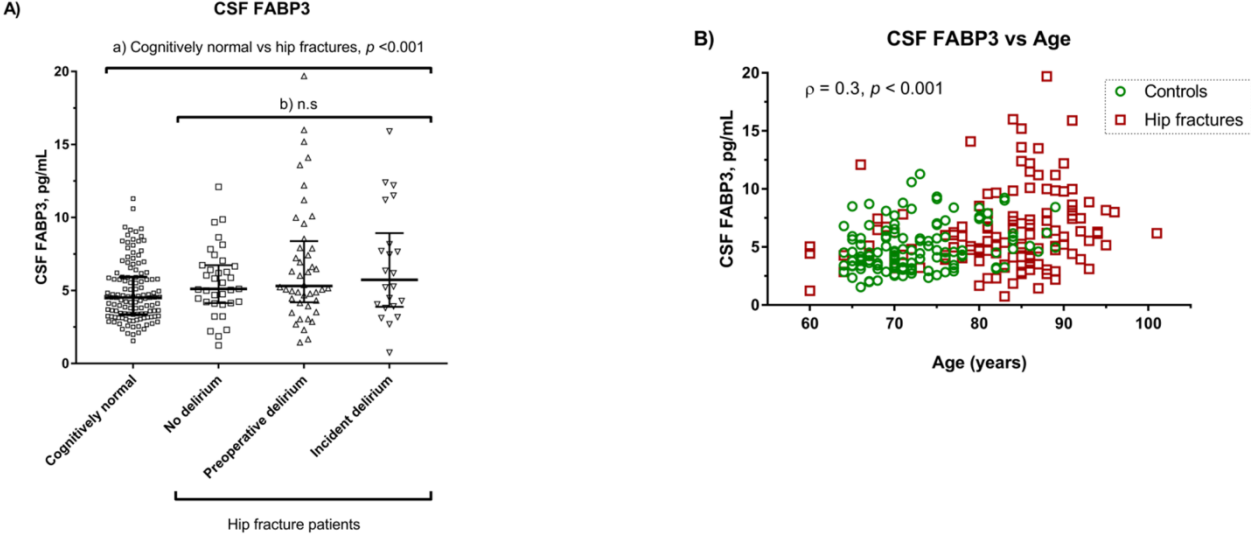 A)
CSF FABP3
a) Cognitively normal vs hip fractures, p <0.001
b) n.s
CSF FABP3, pg/mL
20
15
10
5
0
Cognitively normal
No delirium
Preoperative delirium
Incident delirium
Hip fracture patients
B)
CSF FABP3 vs Age
ρ = 0.3, p < 0.001
Controls
Hip fractures
CSF FABP3, pg/mL
20
15
10
5
0
60 70 80 90 100
Age (years)